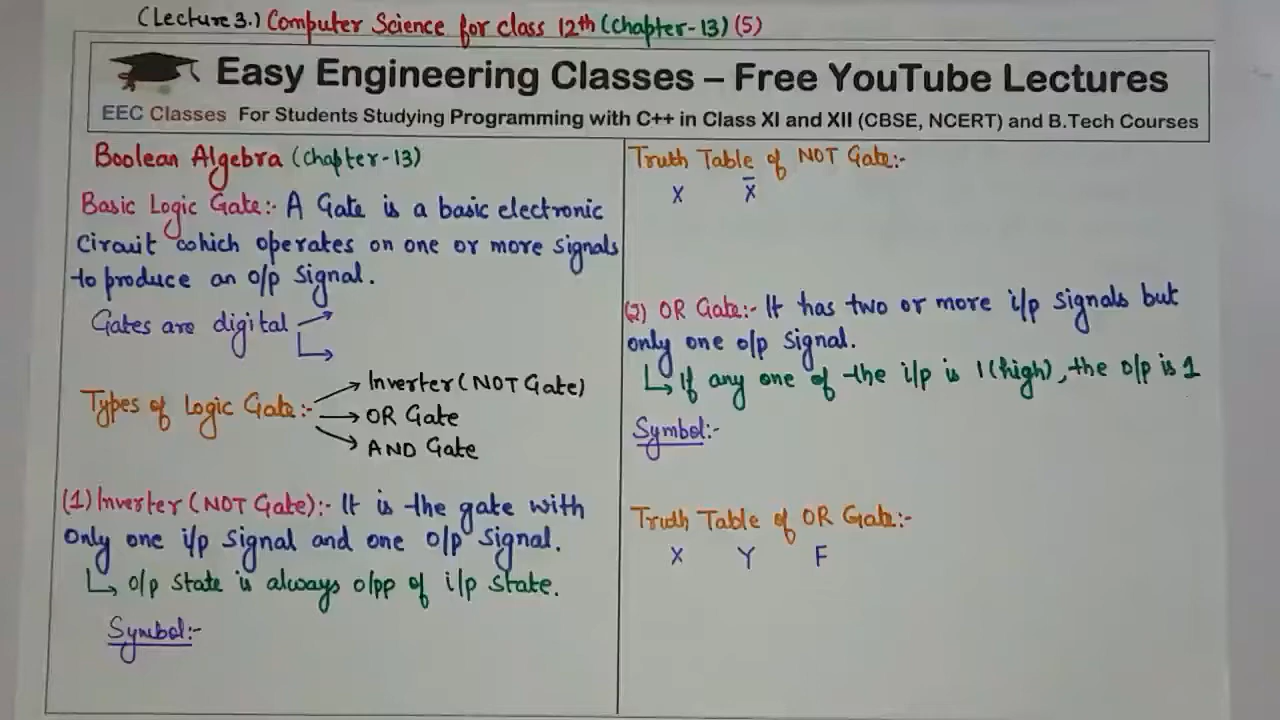 (Lecture 3.) Computer Science for class 12th (Chapter-13) (5)
Easy Engineering Classes – Free YouTube Lectures
EEC Classes For Students Studying Programming with C++ in Class XI and XII (CBSE, NCERT) and B.Tech Courses
Boolean Algebra (Chapter-13)
Basic Logic Gate:- A Gate is a basic electronic
Circuit which operates on one or more signals
to produce an o/p signal.
Gates are digital
Types of Logic Gate:-
Inverter (NOT Gate)
OR Gate
AND Gate
(1) Inverter (NOT Gate):- It is the gate with
only one i/p signal and one o/p signal.
o/p state is always opp of i/p state.
Symbol:-
Truth Table of NOT Gate:-
X X̅
(2) OR Gate:- It has two or more i/p signals but
only one o/p signal.
If any one of the i/p is 1 (high), the o/p is 1
Symbol:-
Truth Table of OR Gate:-
X Y F